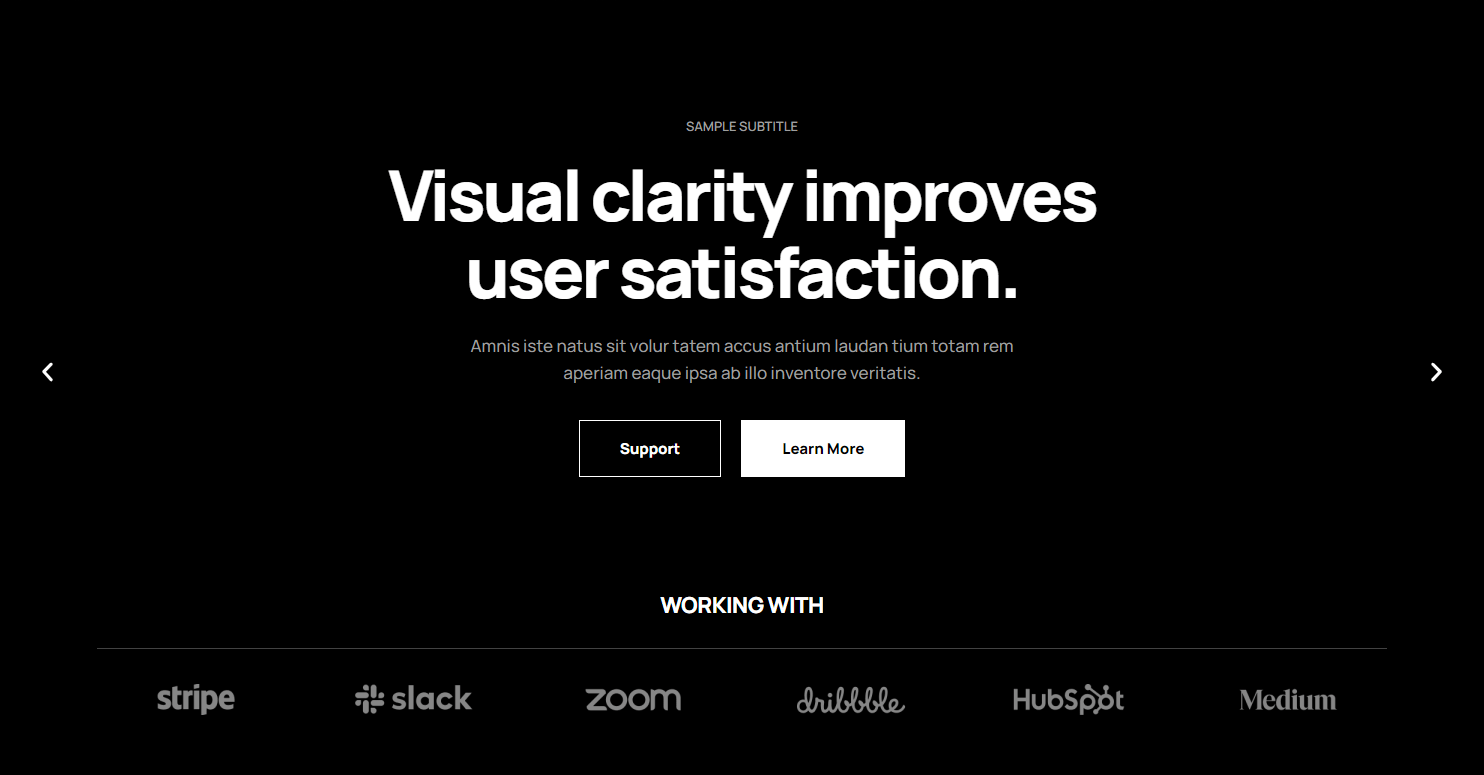 SAMPLE SUBTITLE
Visual clarity improves
user satisfaction.
Amnis iste natus sit volur tatem accus antium laudan tium totam rem
aperiam eaque ipsa ab illo inventore veritatis.
Support Learn More
WORKING WITH
stripe slack zoom dribbble HubSpot Medium